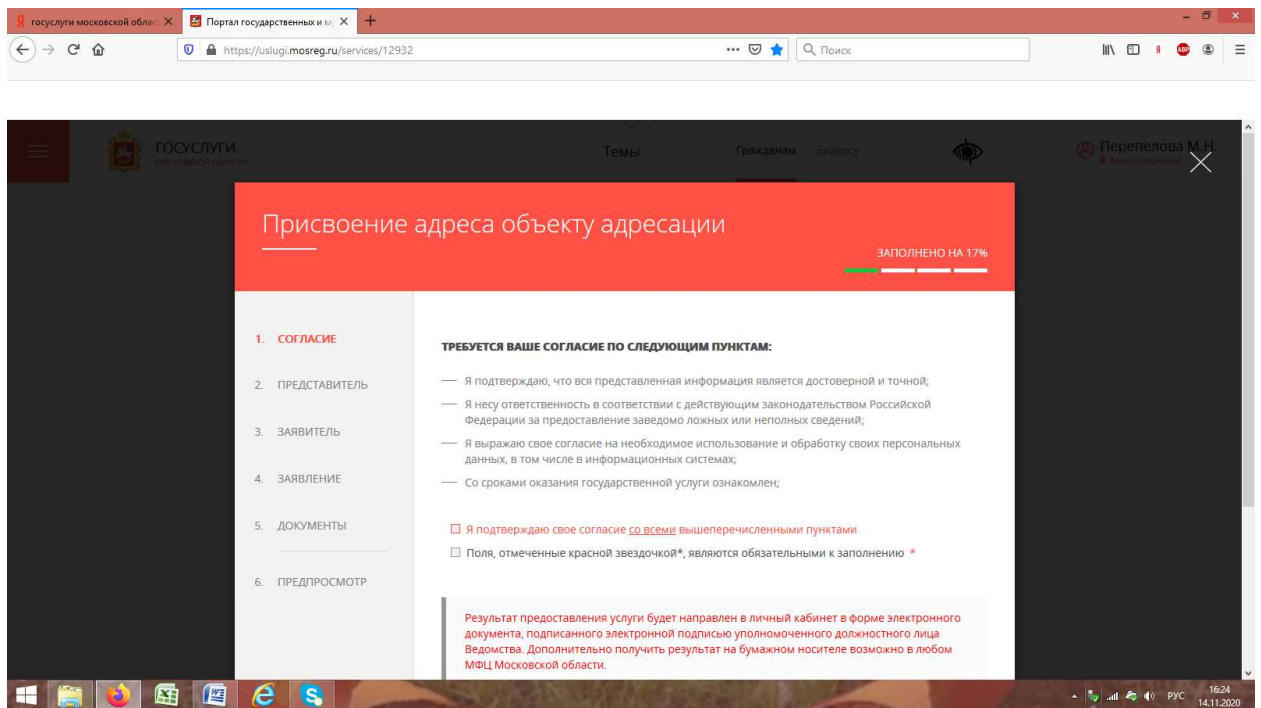 госуслуги московской облас
Портал государственных и м
https://uslugi.mosreg.ru/services/12932
Поиск
ABP
ГОСУСЛУГИ
МОСКОВСКОЙ ОБЛАСТИ
Темы
Гражданам
Бизнесу
Перепелова М.Н.
Присвоение адреса объекту адресации
ЗАПОЛНЕНО НА 17%
1. СОГЛАСИЕ
2. ПРЕДСТАВИТЕЛЬ
3. ЗАЯВИТЕЛЬ
4. ЗАЯВЛЕНИЕ
5. ДОКУМЕНТЫ
6. ПРЕДПРОСМОТР
ТРЕБУЕТСЯ ВАШЕ СОГЛАСИЕ ПО СЛЕДУЮЩИМ ПУНКТАМ:
— Я подтверждаю, что вся представленная информация является достоверной и точной;
— Я несу ответственность в соответствии с действующим законодательством Российской
Федерации за предоставление заведомо ложных или неполных сведений;
— Я выражаю свое согласие на необходимое использование и обработку своих персональных
данных, в том числе в информационных системах;
— Со сроками оказания государственной услуги ознакомлен;
Я подтверждаю свое согласие со всеми вышеперечисленными пунктами
Поля, отмеченные красной звездочкой*, являются обязательными к заполнению *
Результат предоставления услуги будет направлен в личный кабинет в форме электронного
документа, подписанного электронной подписью уполномоченного должностного лица
Ведомства. Дополнительно получить результат на бумажном носителе возможно в любом
МФЦ Московской области.
РУС
16:24
14.11.2020